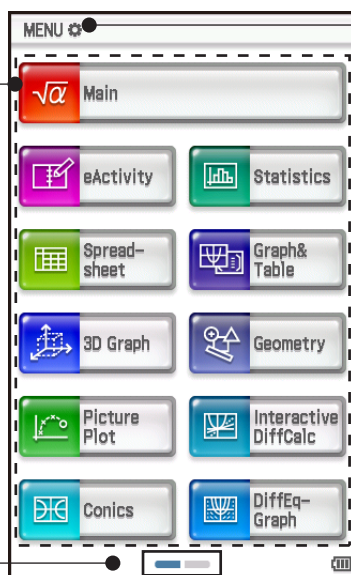 MENU
√α Main
eActivity
Statistics
Spread-
sheet
Graph&
Table
3D Graph
Geometry
Picture
Plot
Interactive
DiffCalc
Conics
DiffEq-
Graph